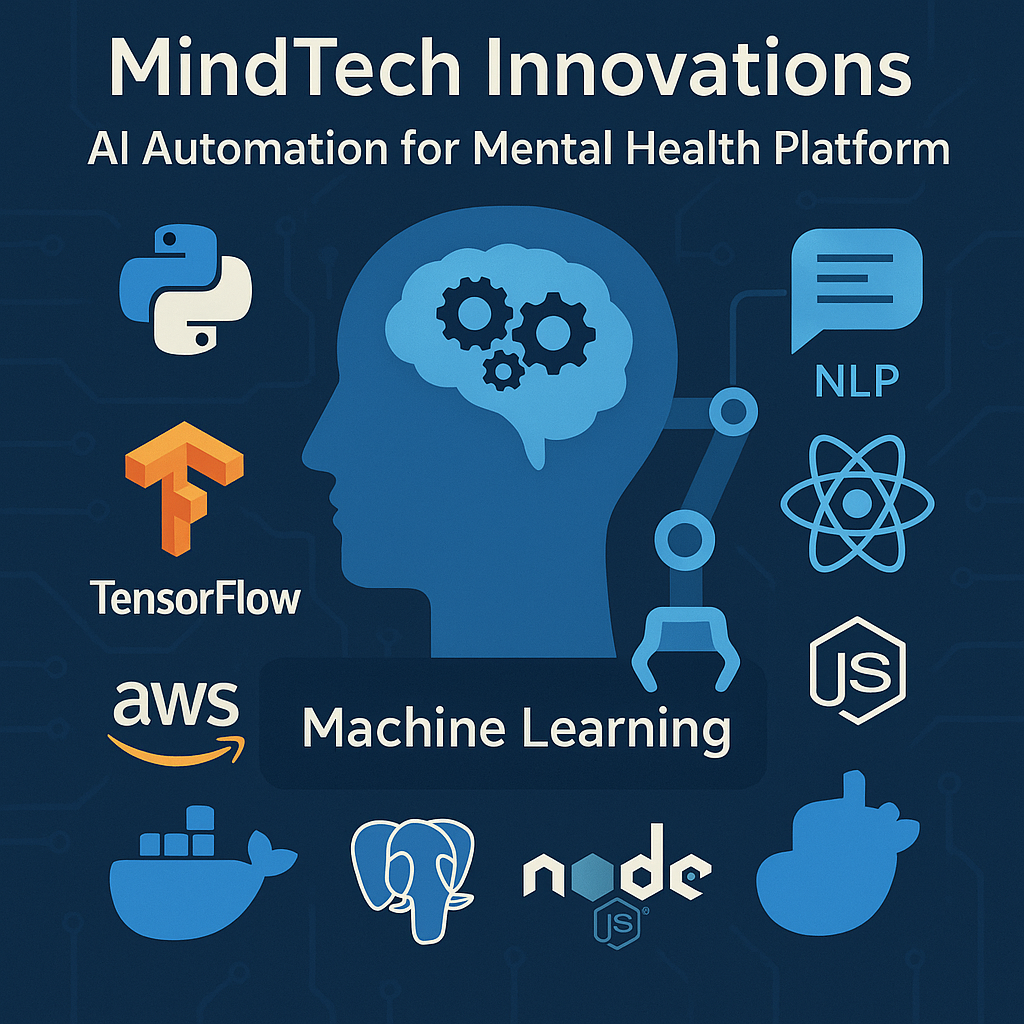 MindTech Innovations
AI Automation for Mental Health Platform
NLP
TensorFlow
JS
aws
Machine Learning
node
JS®